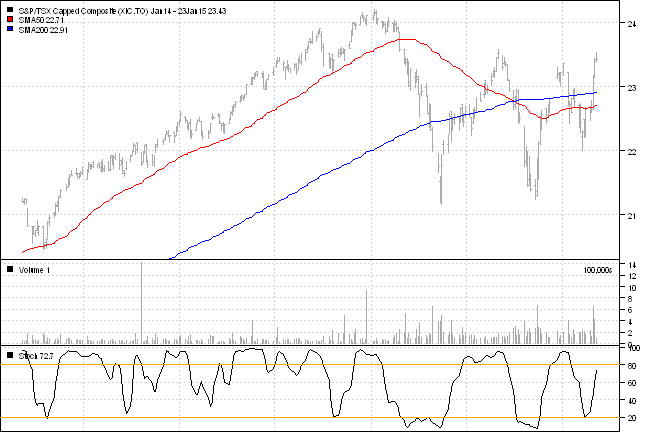 S&P/TSX Capped Composite (XIC.TO) Jan14 - 23Jan15 23.43
SMA50 22.71
SMA200 22.91
24
23
22
21
Volume 1
100,000s
14
12
10
8
6
4
2
0
Stoch 72.7
100
80
60
40
20